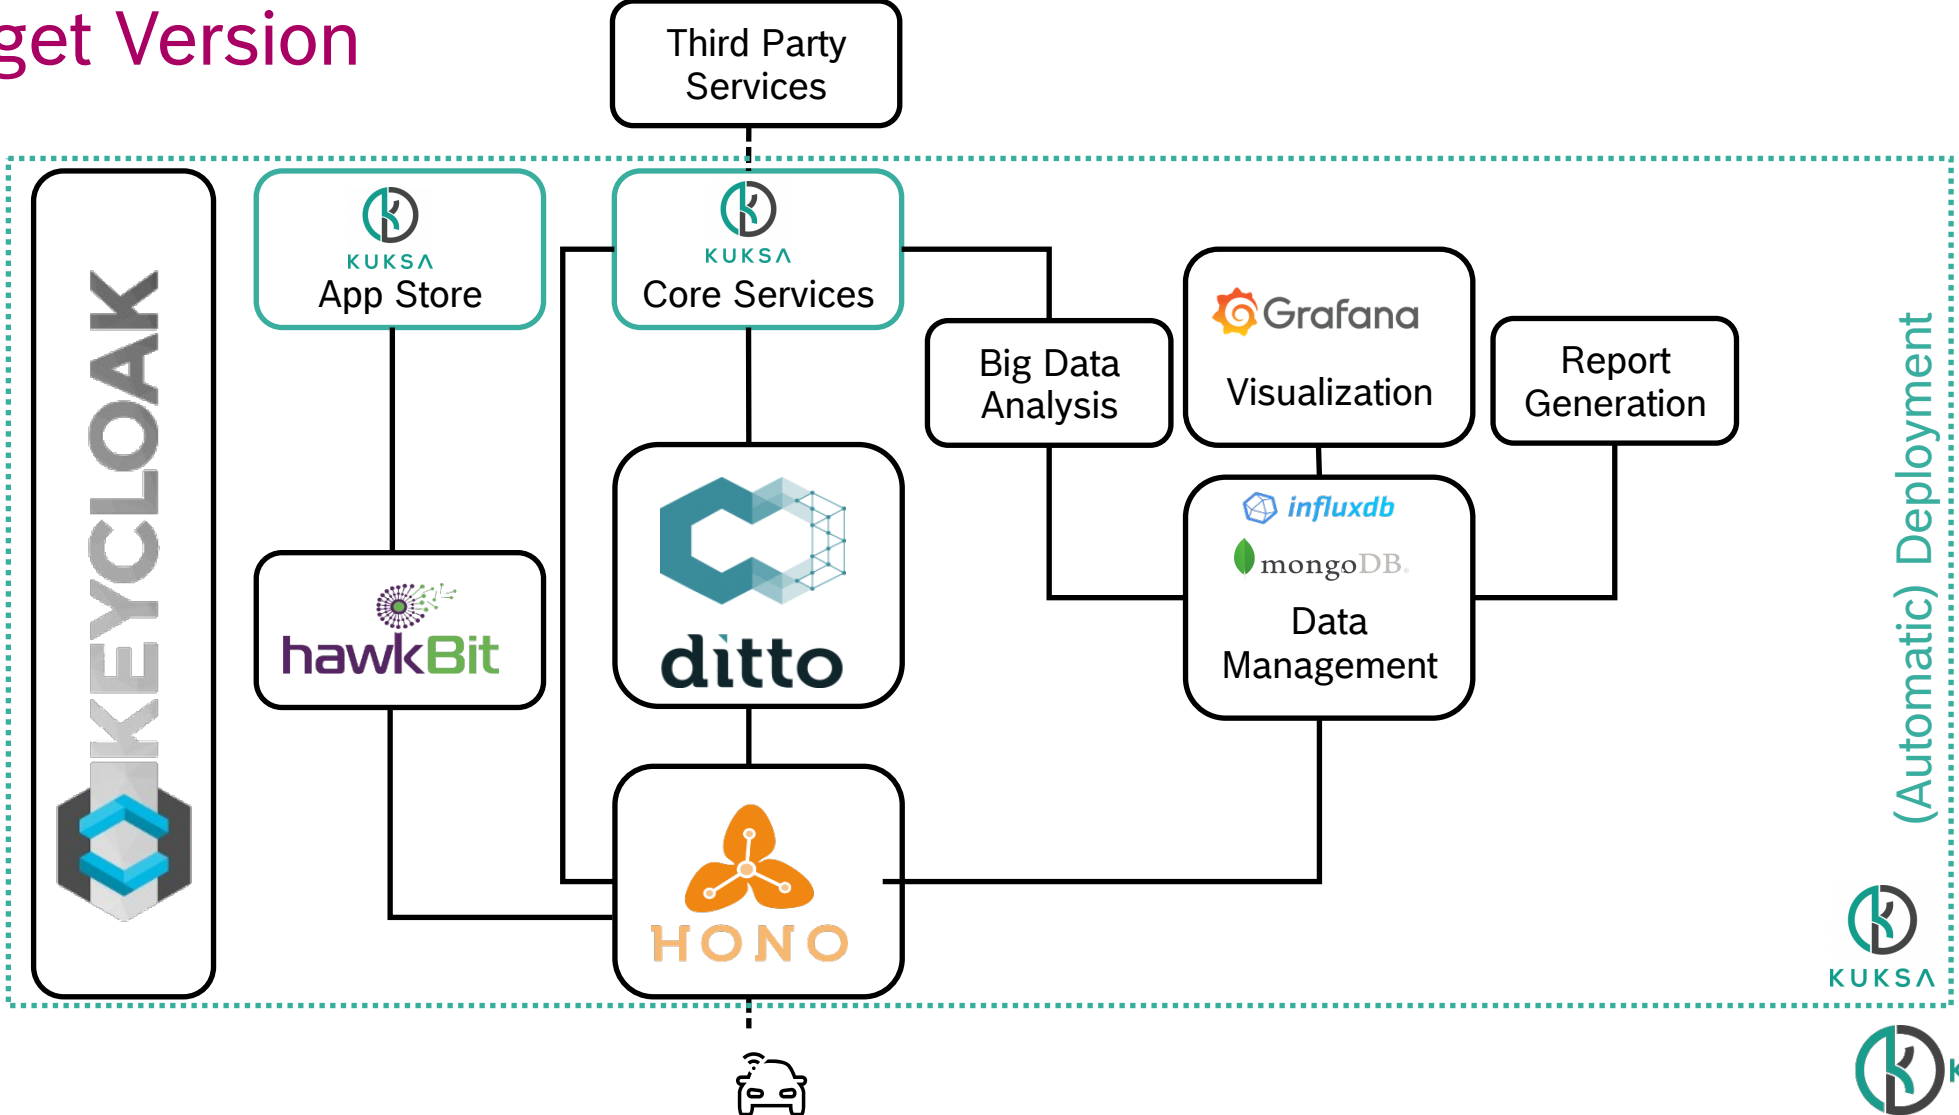 get Version
Third Party
Services
KEYCLOAK
KUKSA
App Store
KUKSA
Core Services
Big Data
Analysis
Grafana
Visualization
Report
Generation
hawkBit
ditto
influxdb
mongoDB
Data
Management
HONO
(Automatic) Deployment
KUKSA
K